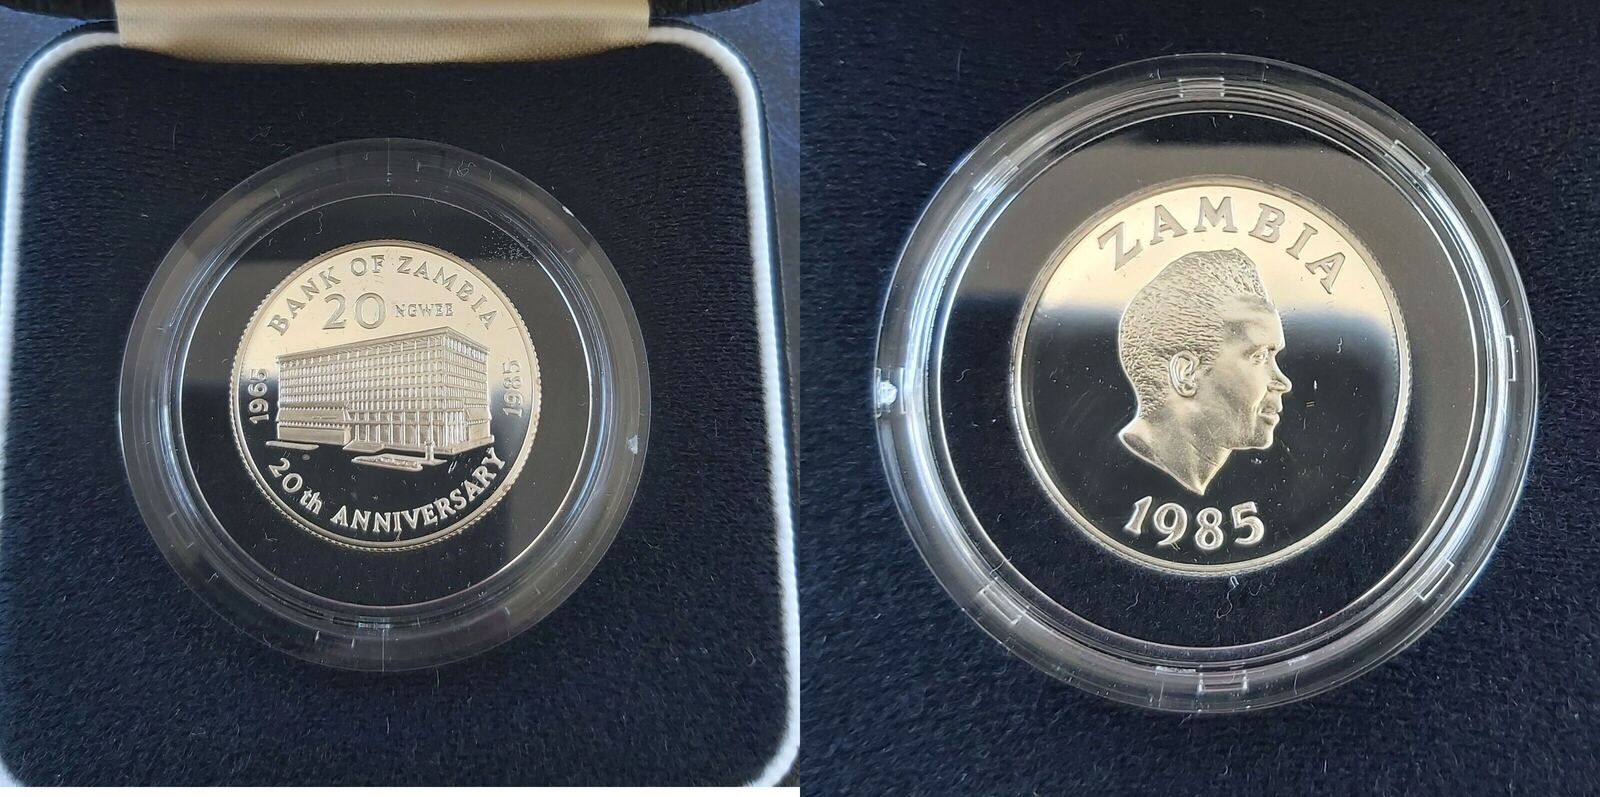 BANK OF ZAMBIA
20 NGWEE
1965
1985
20th ANNIVERSARY
ZAMBIA
1985